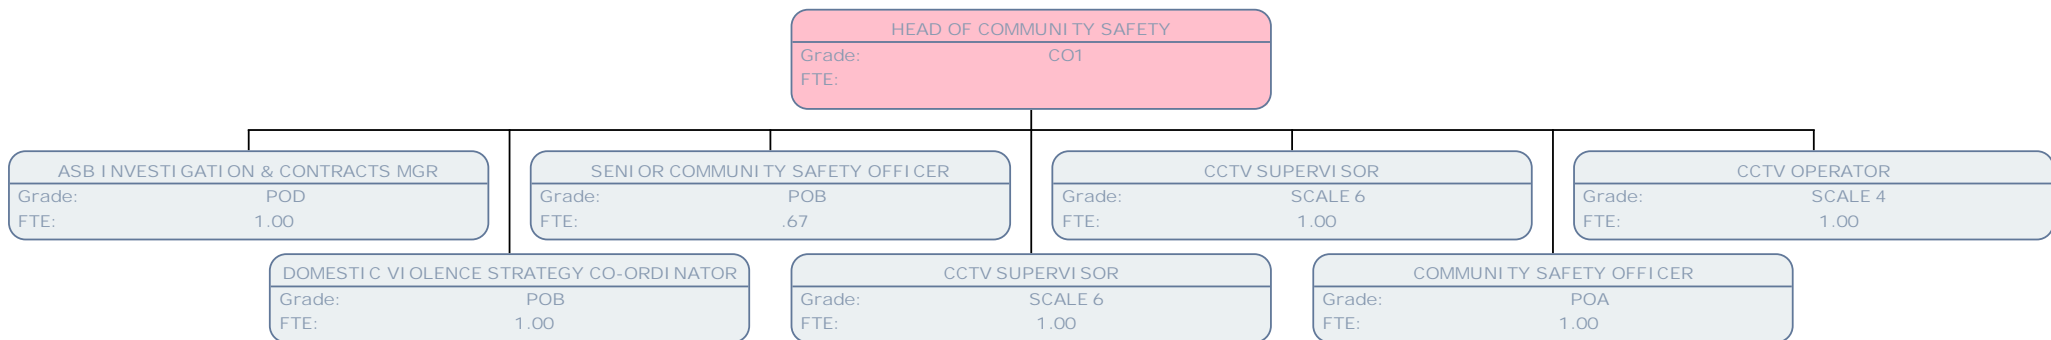 HEAD OF COMMUNITY SAFETY
Grade: CO1
FTE:
ASB INVESTIGATION & CONTRACTS MGR
Grade: POD
FTE: 1.00
SENIOR COMMUNITY SAFETY OFFICER
Grade: POB
FTE: .67
CCTV SUPERVISOR
Grade: SCALE 6
FTE: 1.00
CCTV OPERATOR
Grade: SCALE 4
FTE: 1.00
DOMESTIC VIOLENCE STRATEGY CO-ORDINATOR
Grade: POB
FTE: 1.00
CCTV SUPERVISOR
Grade: SCALE 6
FTE: 1.00
COMMUNITY SAFETY OFFICER
Grade: POA
FTE: 1.00